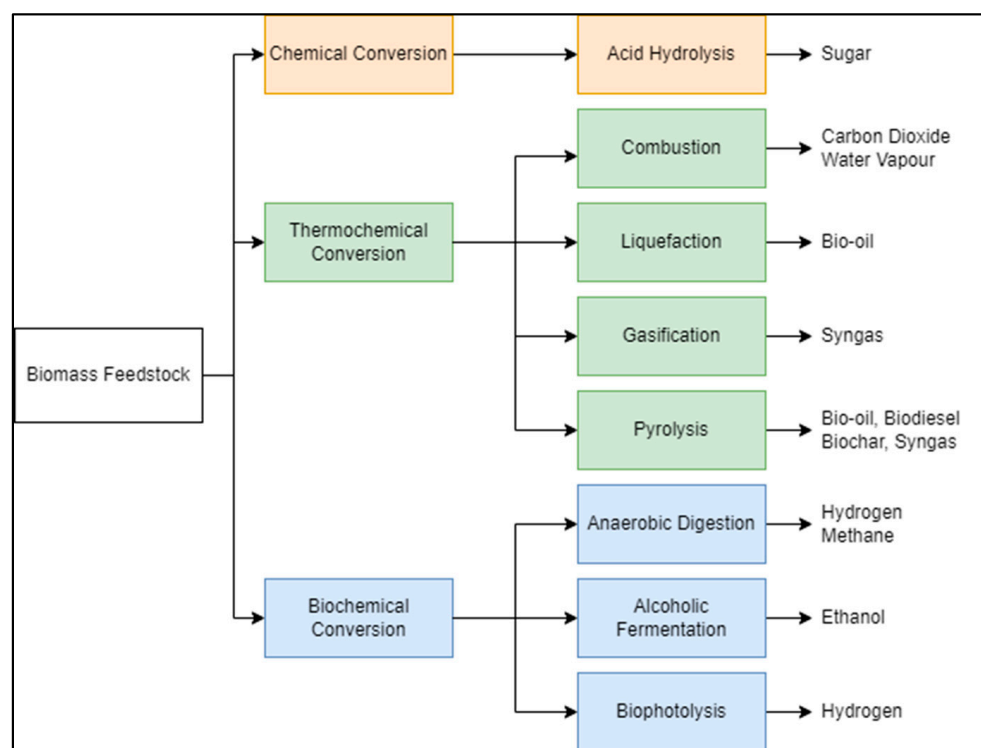 Chemical Conversion
Acid Hydrolysis
Sugar
Combustion
Carbon Dioxide
Water Vapour
Thermochemical
Conversion
Liquefaction
Bio-oil
Gasification
Syngas
Biomass Feedstock
Pyrolysis
Bio-oil, Biodiesel
Biochar, Syngas
Anaerobic Digestion
Hydrogen
Methane
Biochemical
Conversion
Alcoholic
Fermentation
Ethanol
Biophotolysis
Hydrogen